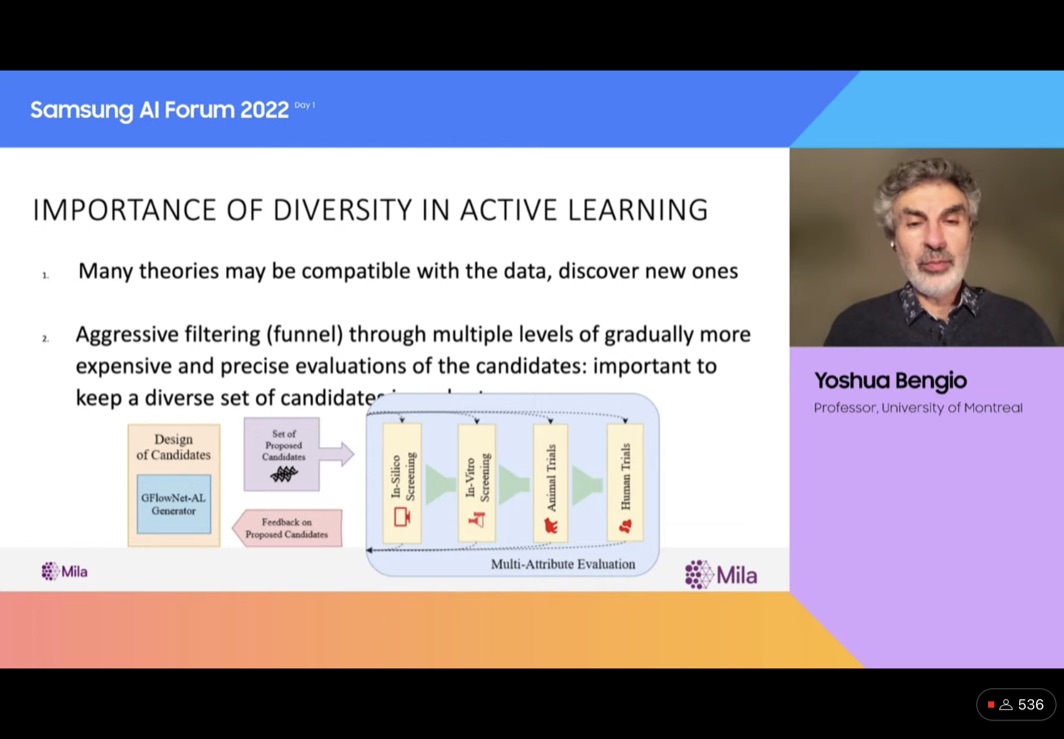 Samsung AI Forum 2022 Day 1
IMPORTANCE OF DIVERSITY IN ACTIVE LEARNING
1. Many theories may be compatible with the data, discover new ones
2. Aggressive filtering (funnel) through multiple levels of gradually more
expensive and precise evaluations of the candidates: important to
keep a diverse set of candidates
Design
of Candidates
GFlowNet-AL
Generator
Set of
Proposed
Candidates
Feedback on
Proposed Candidates
In-Silico
Screening
In-Vitro
Screening
Animal Trials
Human Trials
Multi-Attribute Evaluation
Mila
Mila
Yoshua Bengio
Professor, University of Montreal
536